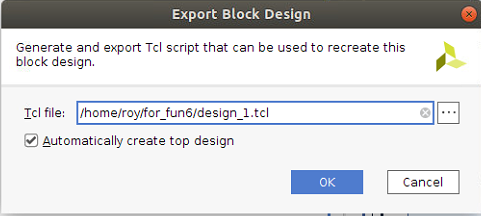 Export Block Design
Generate and export Tcl script that can be used to recreate this
block design.
Tcl file: /home/roy/for_fun6/design_1.tcl ...
Automatically create top design
OK Cancel